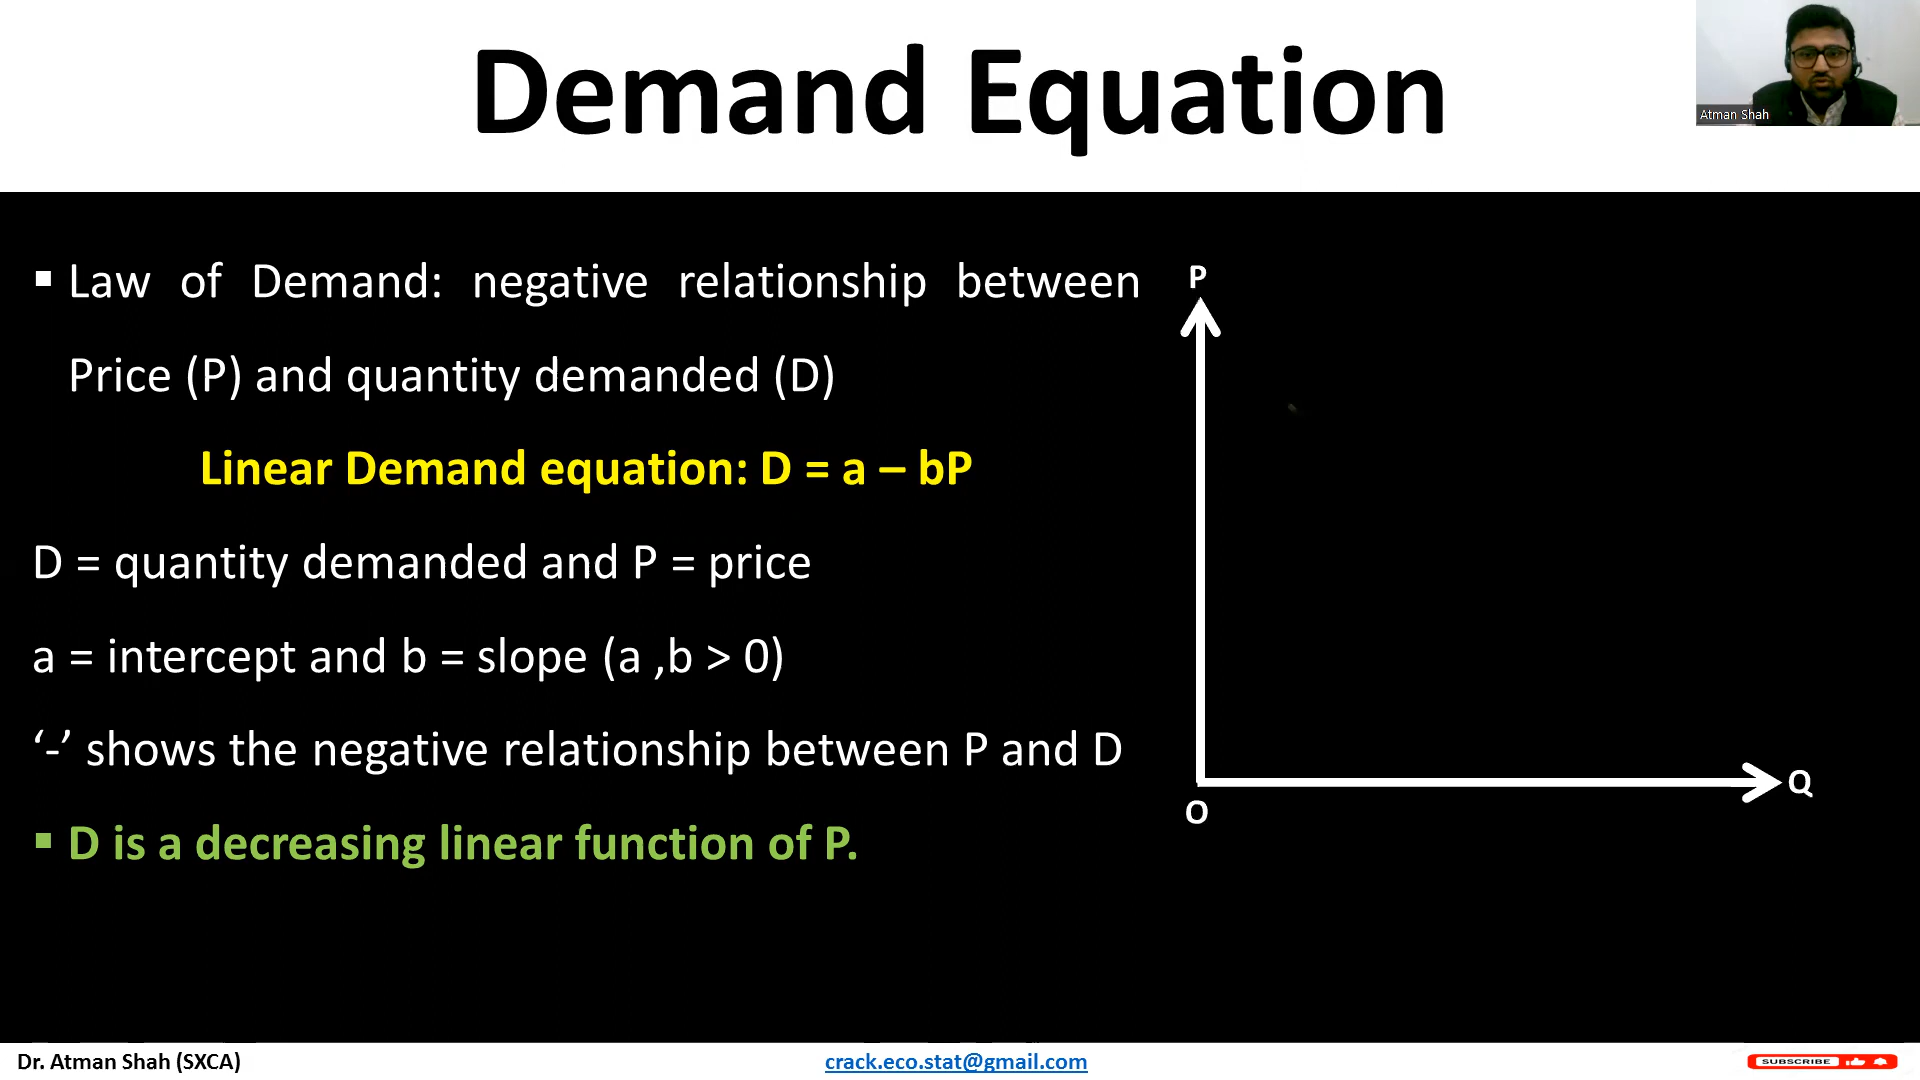 Demand Equation
Atman Shah
▪ Law of Demand: negative relationship between
Price (P) and quantity demanded (D)
Linear Demand equation: D = a – bP
D = quantity demanded and P = price
a = intercept and b = slope (a ,b > 0)
‘-’ shows the negative relationship between P and D
▪ D is a decreasing linear function of P.
P
Q
O
Dr. Atman Shah (SXCA)
crack.eco.stat@gmail.com
SUBSCRIBE